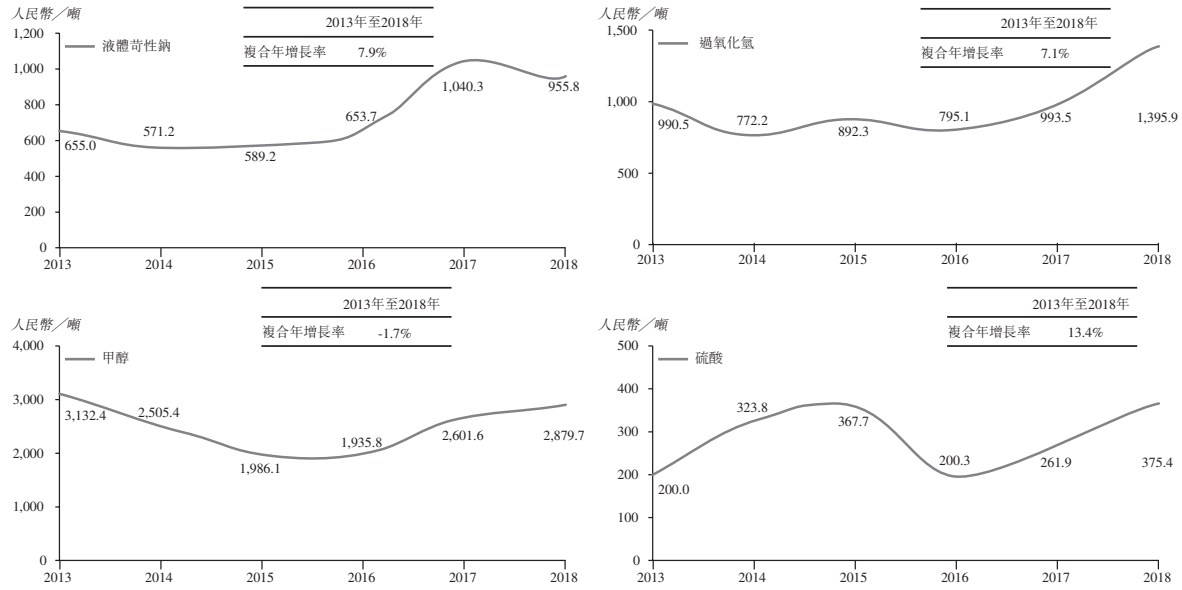 人民幣／噸
2013年至2018年
複合年增長率 7.9%
液體苛性鈉
1,200
1,000
800
600
400
200
0
655.0
571.2
589.2
653.7
1,040.3
955.8
2013 2014 2015 2016 2017 2018
人民幣／噸
2013年至2018年
複合年增長率 7.1%
過氧化氫
1,500
1,000
500
0
990.5
772.2
892.3
795.1
993.5
1,395.9
2013 2014 2015 2016 2017 2018
人民幣／噸
2013年至2018年
複合年增長率 -1.7%
甲醇
4,000
3,000
2,000
1,000
0
3,132.4
2,505.4
1,986.1
1,935.8
2,601.6
2,879.7
2013 2014 2015 2016 2017 2018
人民幣／噸
2013年至2018年
複合年增長率 13.4%
硫酸
500
400
300
200
100
0
200.0
323.8
367.7
200.3
261.9
375.4
2013 2014 2015 2016 2017 2018